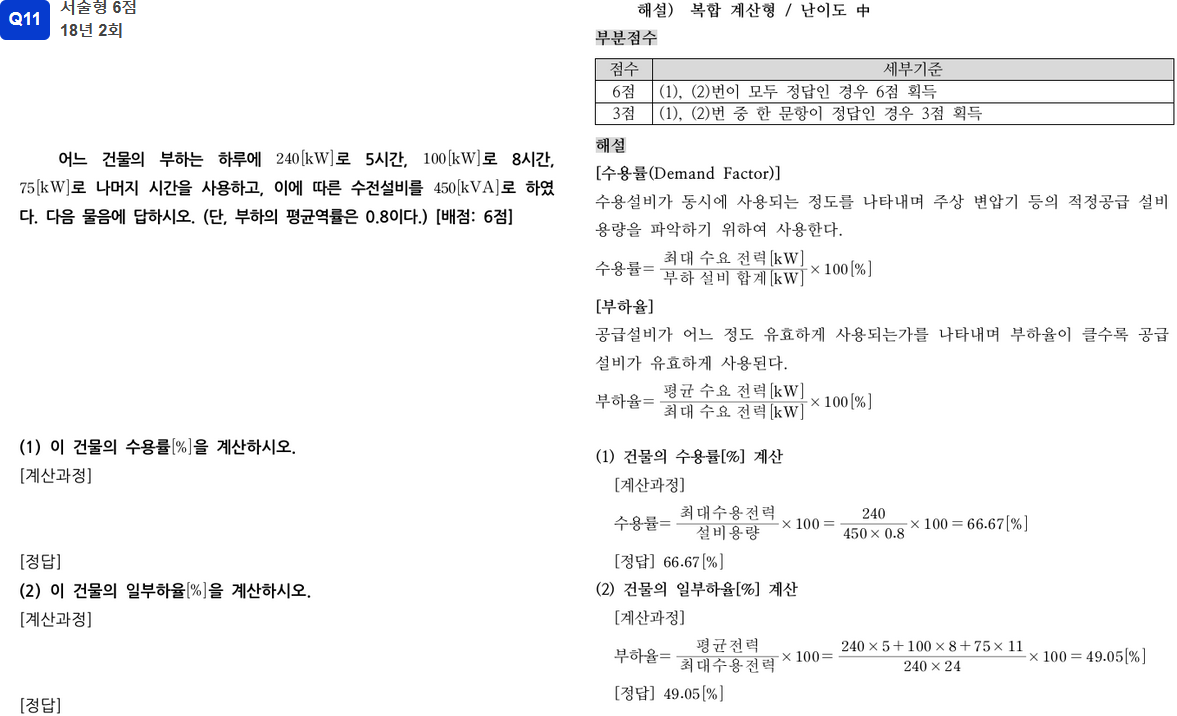 Q11
서술형 6점
18년 2회
어느 건물의 부하는 하루에 240[kW]로 5시간, 100[kW]로 8시간,
75[kW]로 나머지 시간을 사용하고, 이에 따른 수전설비를 450[kVA]로 하였
다. 다음 물음에 답하시오. (단, 부하의 평균역률은 0.8이다.) [배점: 6점]
(1) 이 건물의 수용률[%]을 계산하시오.
[계산과정]
[정답]
(2) 이 건물의 일부하율[%]을 계산하시오.
[계산과정]
[정답]
해설) 복합 계산형 / 난이도 中
부분점수
점수 세부기준
6점 (1), (2)번이 모두 정답인 경우 6점 획득
3점 (1), (2)번 중 한 문항이 정답인 경우 3점 획득
해설
[수용률(Demand Factor)]
수용설비가 동시에 사용되는 정도를 나타내며 주상 변압기 등의 적정공급 설비
용량을 파악하기 위하여 사용한다.
수용률= 최대 수요 전력[kW] / 부하 설비 합계[kW] × 100[%]
[부하율]
공급설비가 어느 정도 유효하게 사용되는가를 나타내며 부하율이 클수록 공급
설비가 유효하게 사용된다.
부하율= 평균 수요 전력[kW] / 최대 수요 전력[kW] × 100[%]
(1) 건물의 수용률[%] 계산
[계산과정]
수용률= 최대수용전력 / 설비용량 × 100 = 240 / 450 × 0.8 × 100 = 66.67[%]
[정답] 66.67[%]
(2) 건물의 일부하율[%] 계산
[계산과정]
부하율= 평균전력 / 최대수용전력 × 100= 240 × 5 + 100 × 8 + 75 × 11 / 240 × 24 × 100 = 49.05[%]
[정답] 49.05[%]